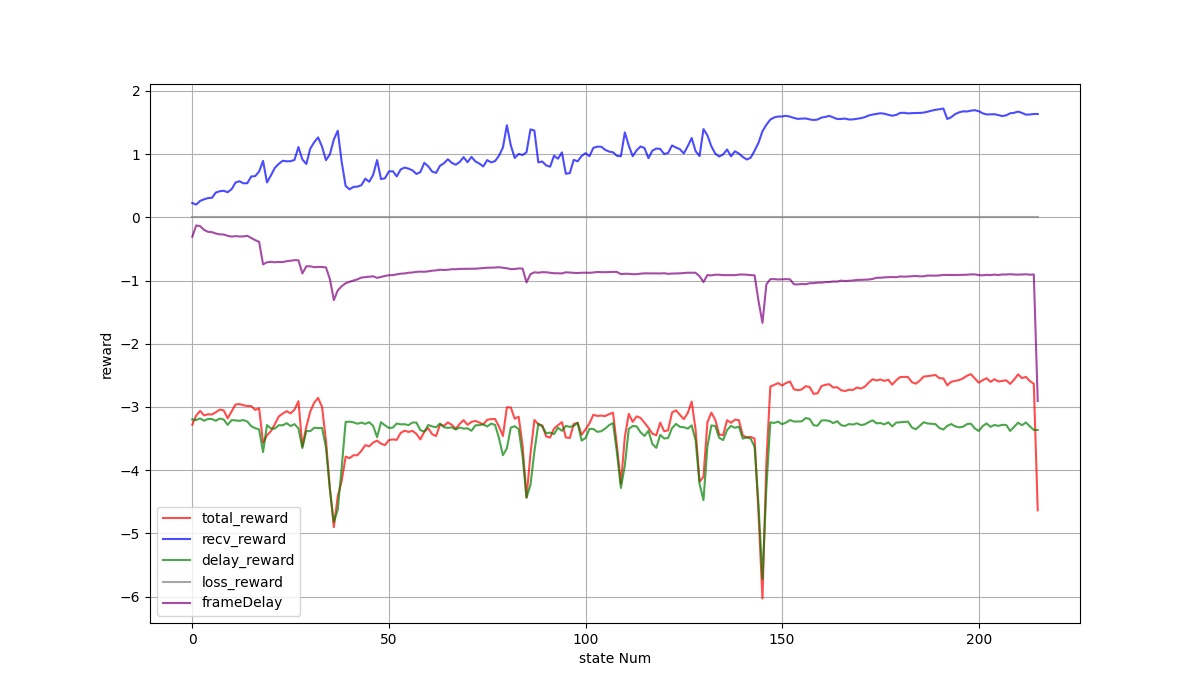 2
1
0
−1
−2
−3
−4
−5
−6
reward
total_reward
recv_reward
delay_reward
loss_reward
frameDelay
0 50 100 150 200
state Num